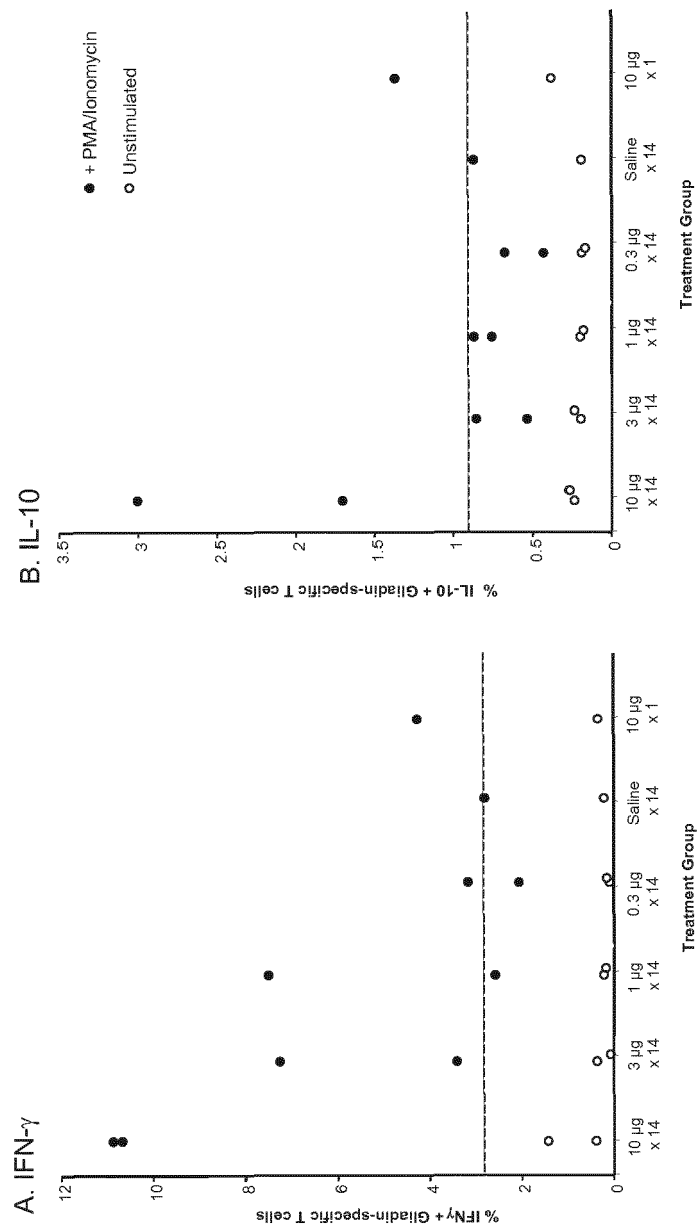 A. IFN-γ
% IFNγ + Gliadin-specific T cells
12
10
8
6
4
2
0
10 µg
x 14
3 µg
x 14
1 µg
x 14
0.3 µg
x 14
Saline
x 14
10 µg
x 1
Treatment Group
B. IL-10
% IL-10 + Gliadin-specific T cells
3.5
3
2.5
2
1.5
1
0.5
0
10 µg
x 14
3 µg
x 14
1 µg
x 14
0.3 µg
x 14
Saline
x 14
10 µg
x 1
Treatment Group
+ PMA/Ionomycin
Unstimulated